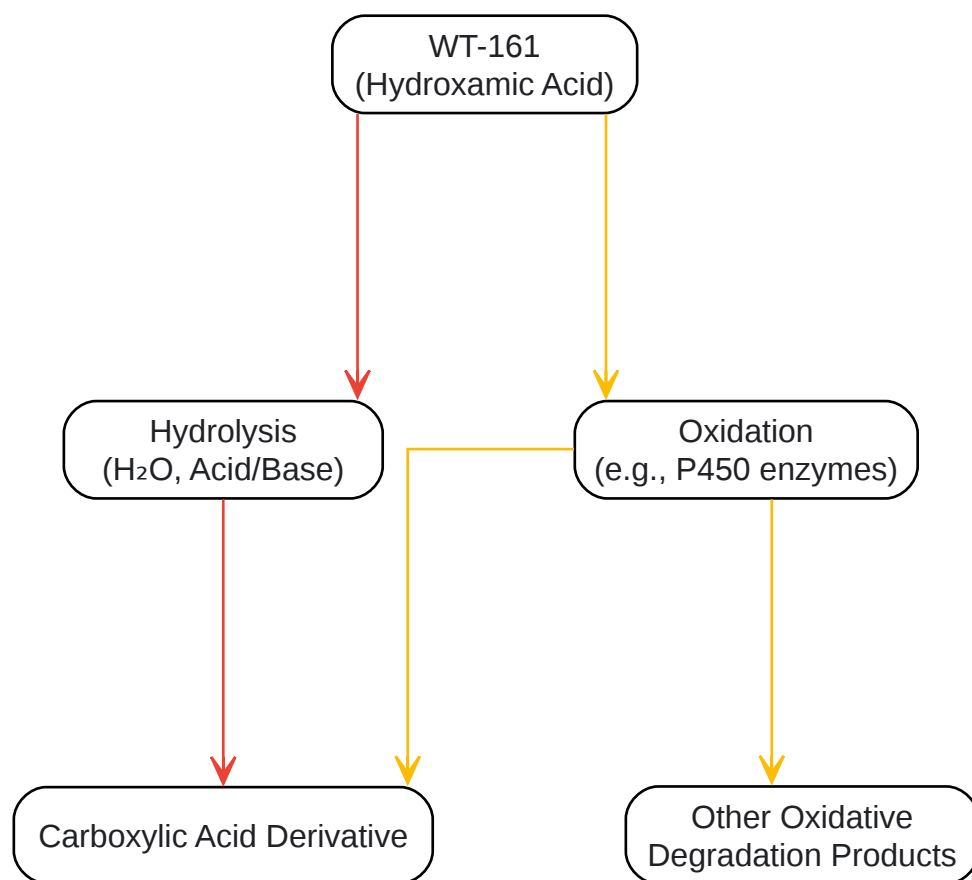 WT-161
(Hydroxamic Acid)
Hydrolysis
(H₂O, Acid/Base)
Oxidation
(e.g., P450 enzymes)
Carboxylic Acid Derivative
Other Oxidative
Degradation Products